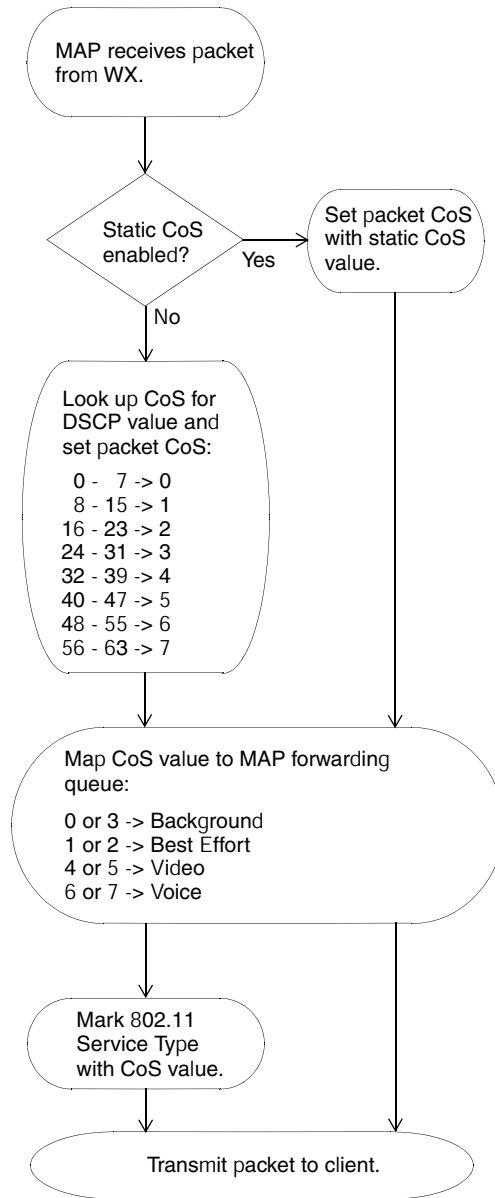 MAP receives packet
from WX.
Static CoS
enabled?
Yes
Set packet CoS
with static CoS
value.
No
Look up CoS for
DSCP value and
set packet CoS:
0 - 7 -> 0
8 - 15 -> 1
16 - 23 -> 2
24 - 31 -> 3
32 - 39 -> 4
40 - 47 -> 5
48 - 55 -> 6
56 - 63 -> 7
Map CoS value to MAP forwarding
queue:
0 or 3 -> Background
1 or 2 -> Best Effort
4 or 5 -> Video
6 or 7 -> Voice
Mark 802.11
Service Type
with CoS value.
Transmit packet to client.